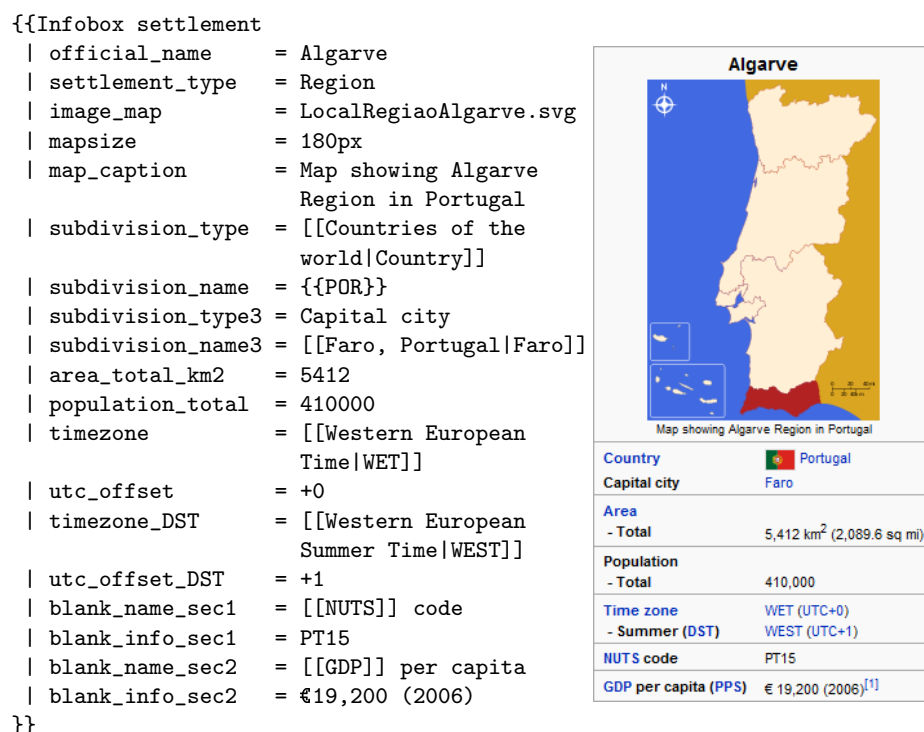 {{Infobox settlement
| official_name = Algarve
| settlement_type = Region
| image_map = LocalRegiaoAlgarve.svg
| mapsize = 180px
| map_caption = Map showing Algarve
Region in Portugal
| subdivision_type = [[Countries of the
world|Country]]
| subdivision_name = {{POR}}
| subdivision_type3 = Capital city
| subdivision_name3 = [[Faro, Portugal|Faro]]
| area_total_km2 = 5412
| population_total = 410000
| timezone = [[Western European
Time|WET]]
| utc_offset = +0
| timezone_DST = [[Western European
Summer Time|WEST]]
| utc_offset_DST = +1
| blank_name_sec1 = [[NUTS]] code
| blank_info_sec1 = PT15
| blank_name_sec2 = [[GDP]] per capita
| blank_info_sec2 = €19,200 (2006)
}}
Algarve
N
Map showing Algarve Region in Portugal
Country Portugal
Capital city Faro
Area
- Total 5,412 km² (2,089.6 sq mi)
Population
- Total 410,000
Time zone WET (UTC+0)
- Summer (DST) WEST (UTC+1)
NUTS code PT15
GDP per capita (PPS) € 19,200 (2006)[1]